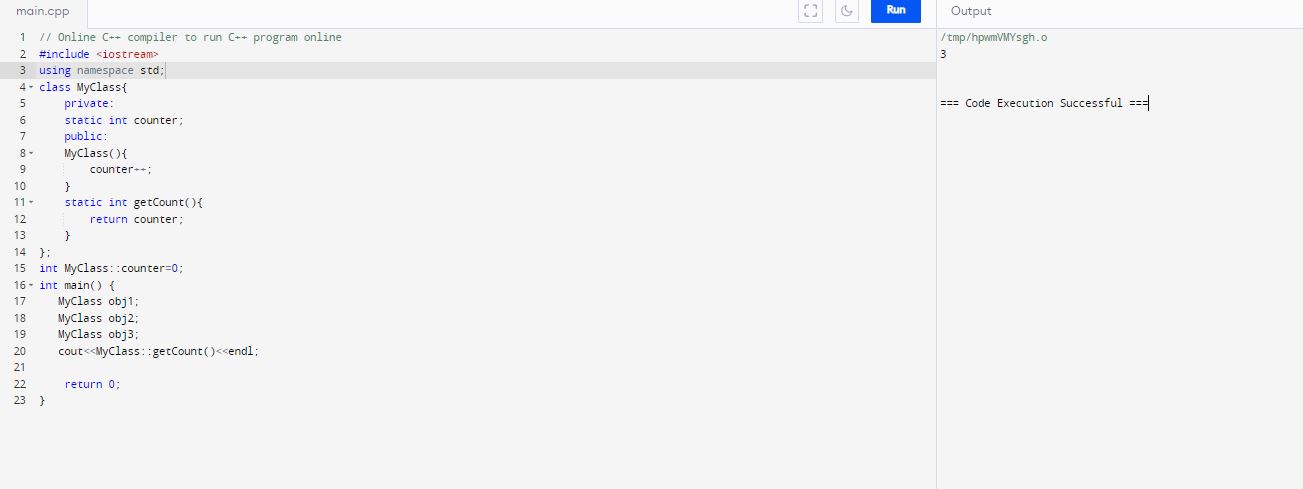 main.cpp
Run
Output
1 // Online C++ compiler to run C++ program online
2 #include <iostream>
3 using namespace std;
4 class MyClass{
5 private:
6 static int counter;
7 public:
8 MyClass(){
9 counter++;
10 }
11 static int getCount(){
12 return counter;
13 }
14 };
15 int MyClass::counter=0;
16 int main() {
17 MyClass obj1;
18 MyClass obj2;
19 MyClass obj3;
20 cout<<MyClass::getCount()<<endl;
21
22 return 0;
23 }
/tmp/hpwmVMYsgh.o
3
=== Code Execution Successful ===